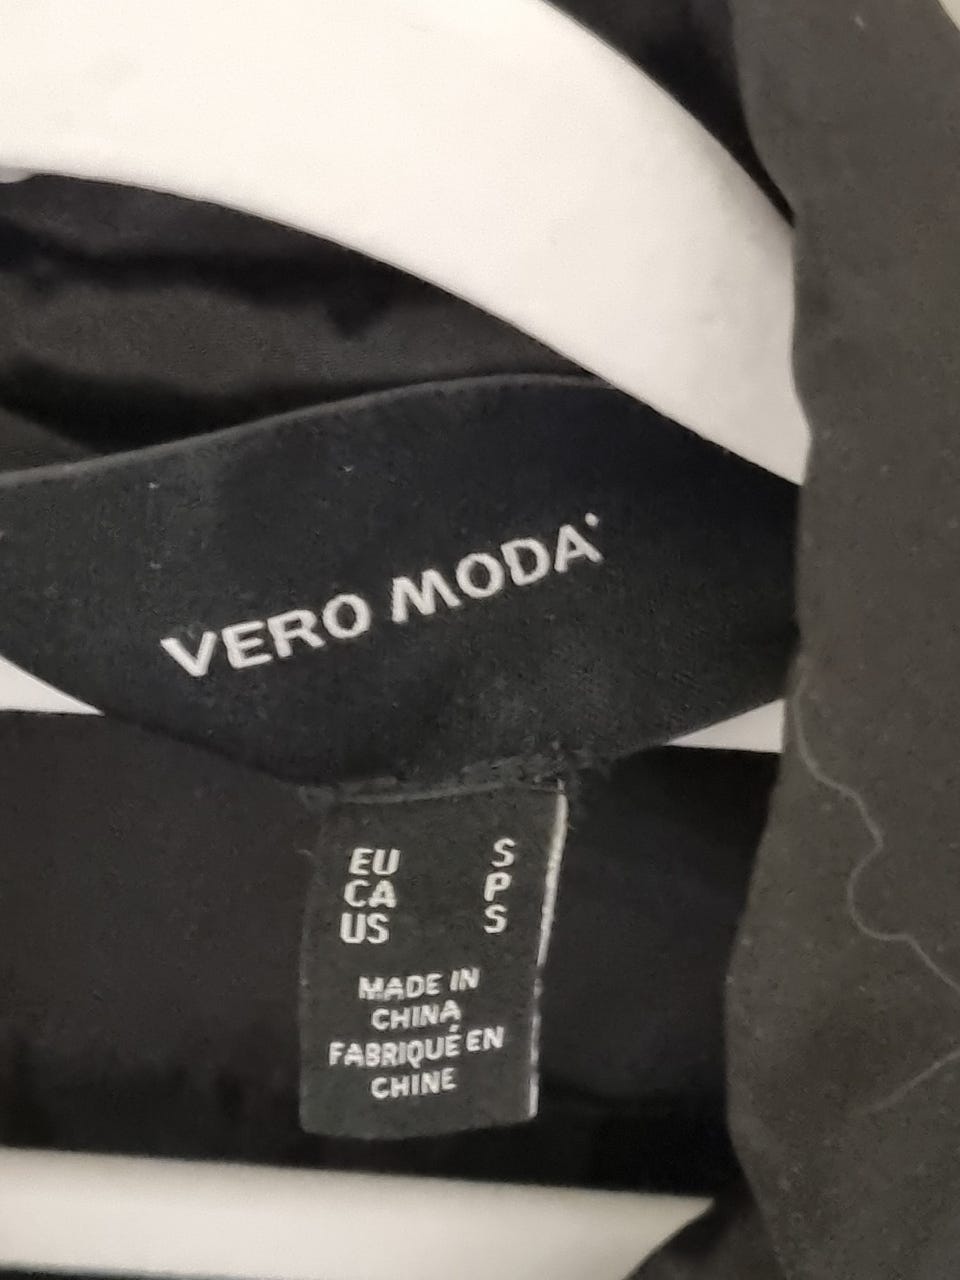 VERO MODA
EU S
CA P
US S
MADE IN
CHINA
FABRIQUÉ EN
CHINE